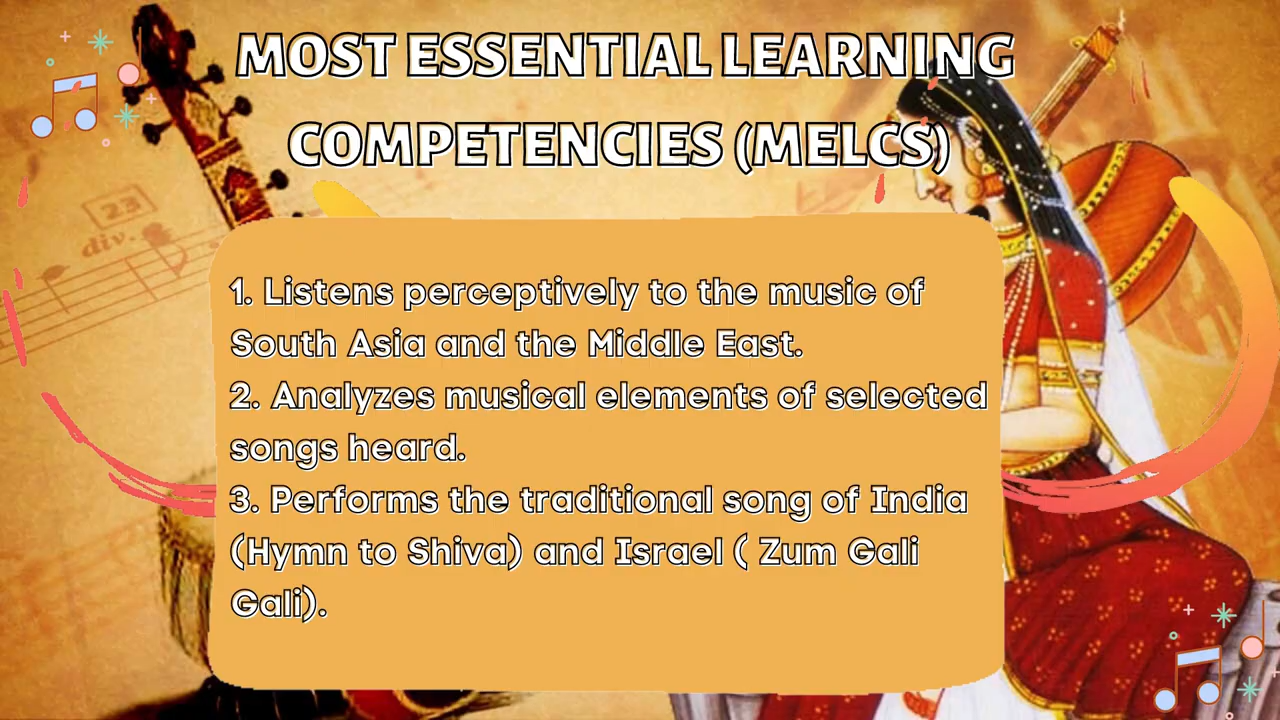 MOST ESSENTIAL LEARNING
COMPETENCIES (MELCS)
23
div.
1. Listens perceptively to the music of
South Asia and the Middle East.
2. Analyzes musical elements of selected
songs heard.
3. Performs the traditional song of India
(Hymn to Shiva) and Israel ( Zum Gali
Gali).